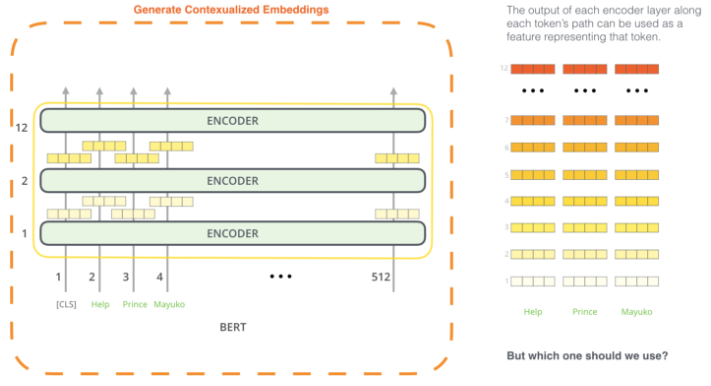 Generate Contexualized Embeddings
12
ENCODER
2
ENCODER
1
ENCODER
1
2
3
4
•••
512
[CLS]
Help
Prince
Mayuko
BERT
The output of each encoder layer along
each token's path can be used as a
feature representing that token.
12
••• ••• •••
7
6
5
4
3
2
1
Help Prince Mayuko
But which one should we use?